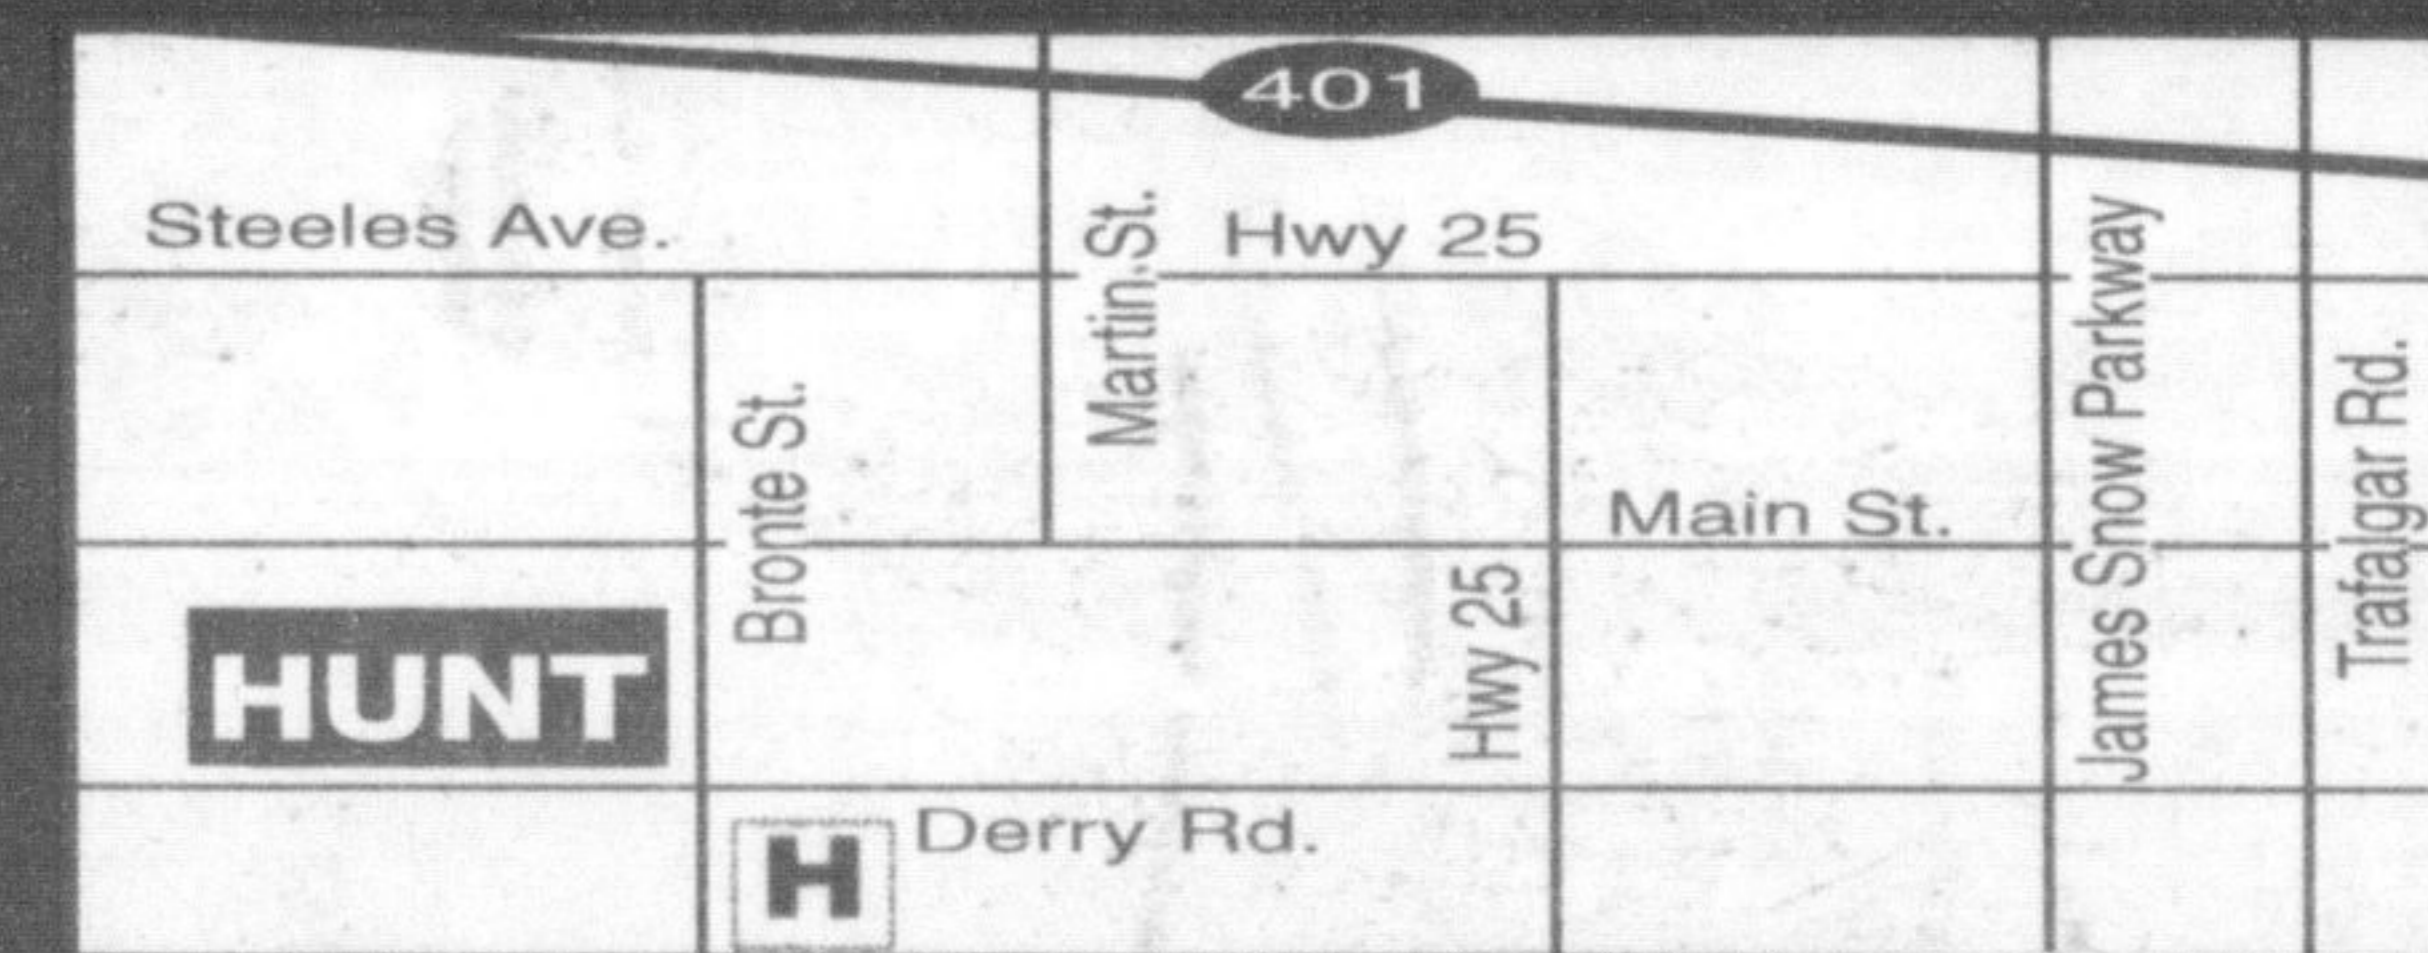 401
Steeles Ave.
Martin St.
Hwy 25
James Snow Parkway
Trafalgar Rd.
Bronte St.
Main St.
Hwy 25
HUNT
H
Derry Rd.